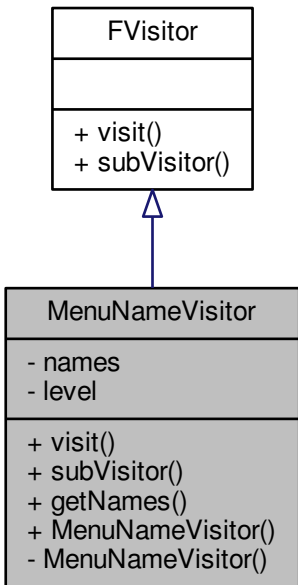 FVisitor
+ visit()
+ subVisitor()
MenuNameVisitor
- names
- level
+ visit()
+ subVisitor()
+ getNames()
+ MenuNameVisitor()
- MenuNameVisitor()